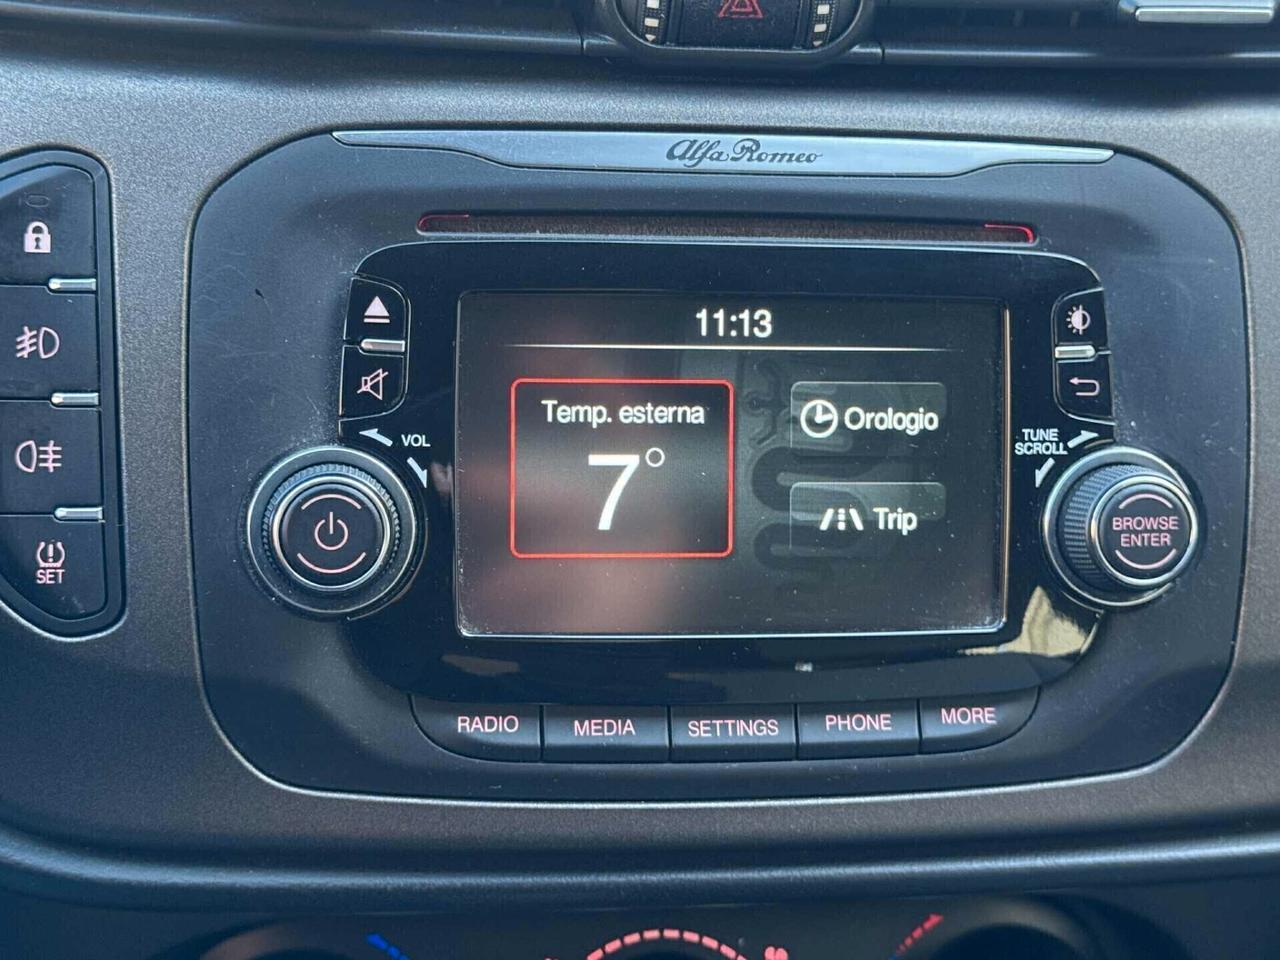 Alfa Romeo
11:13
Temp. esterna
7°
Orologio
Trip
VOL
TUNE
SCROLL
BROWSE
ENTER
SET
RADIO
MEDIA
SETTINGS
PHONE
MORE